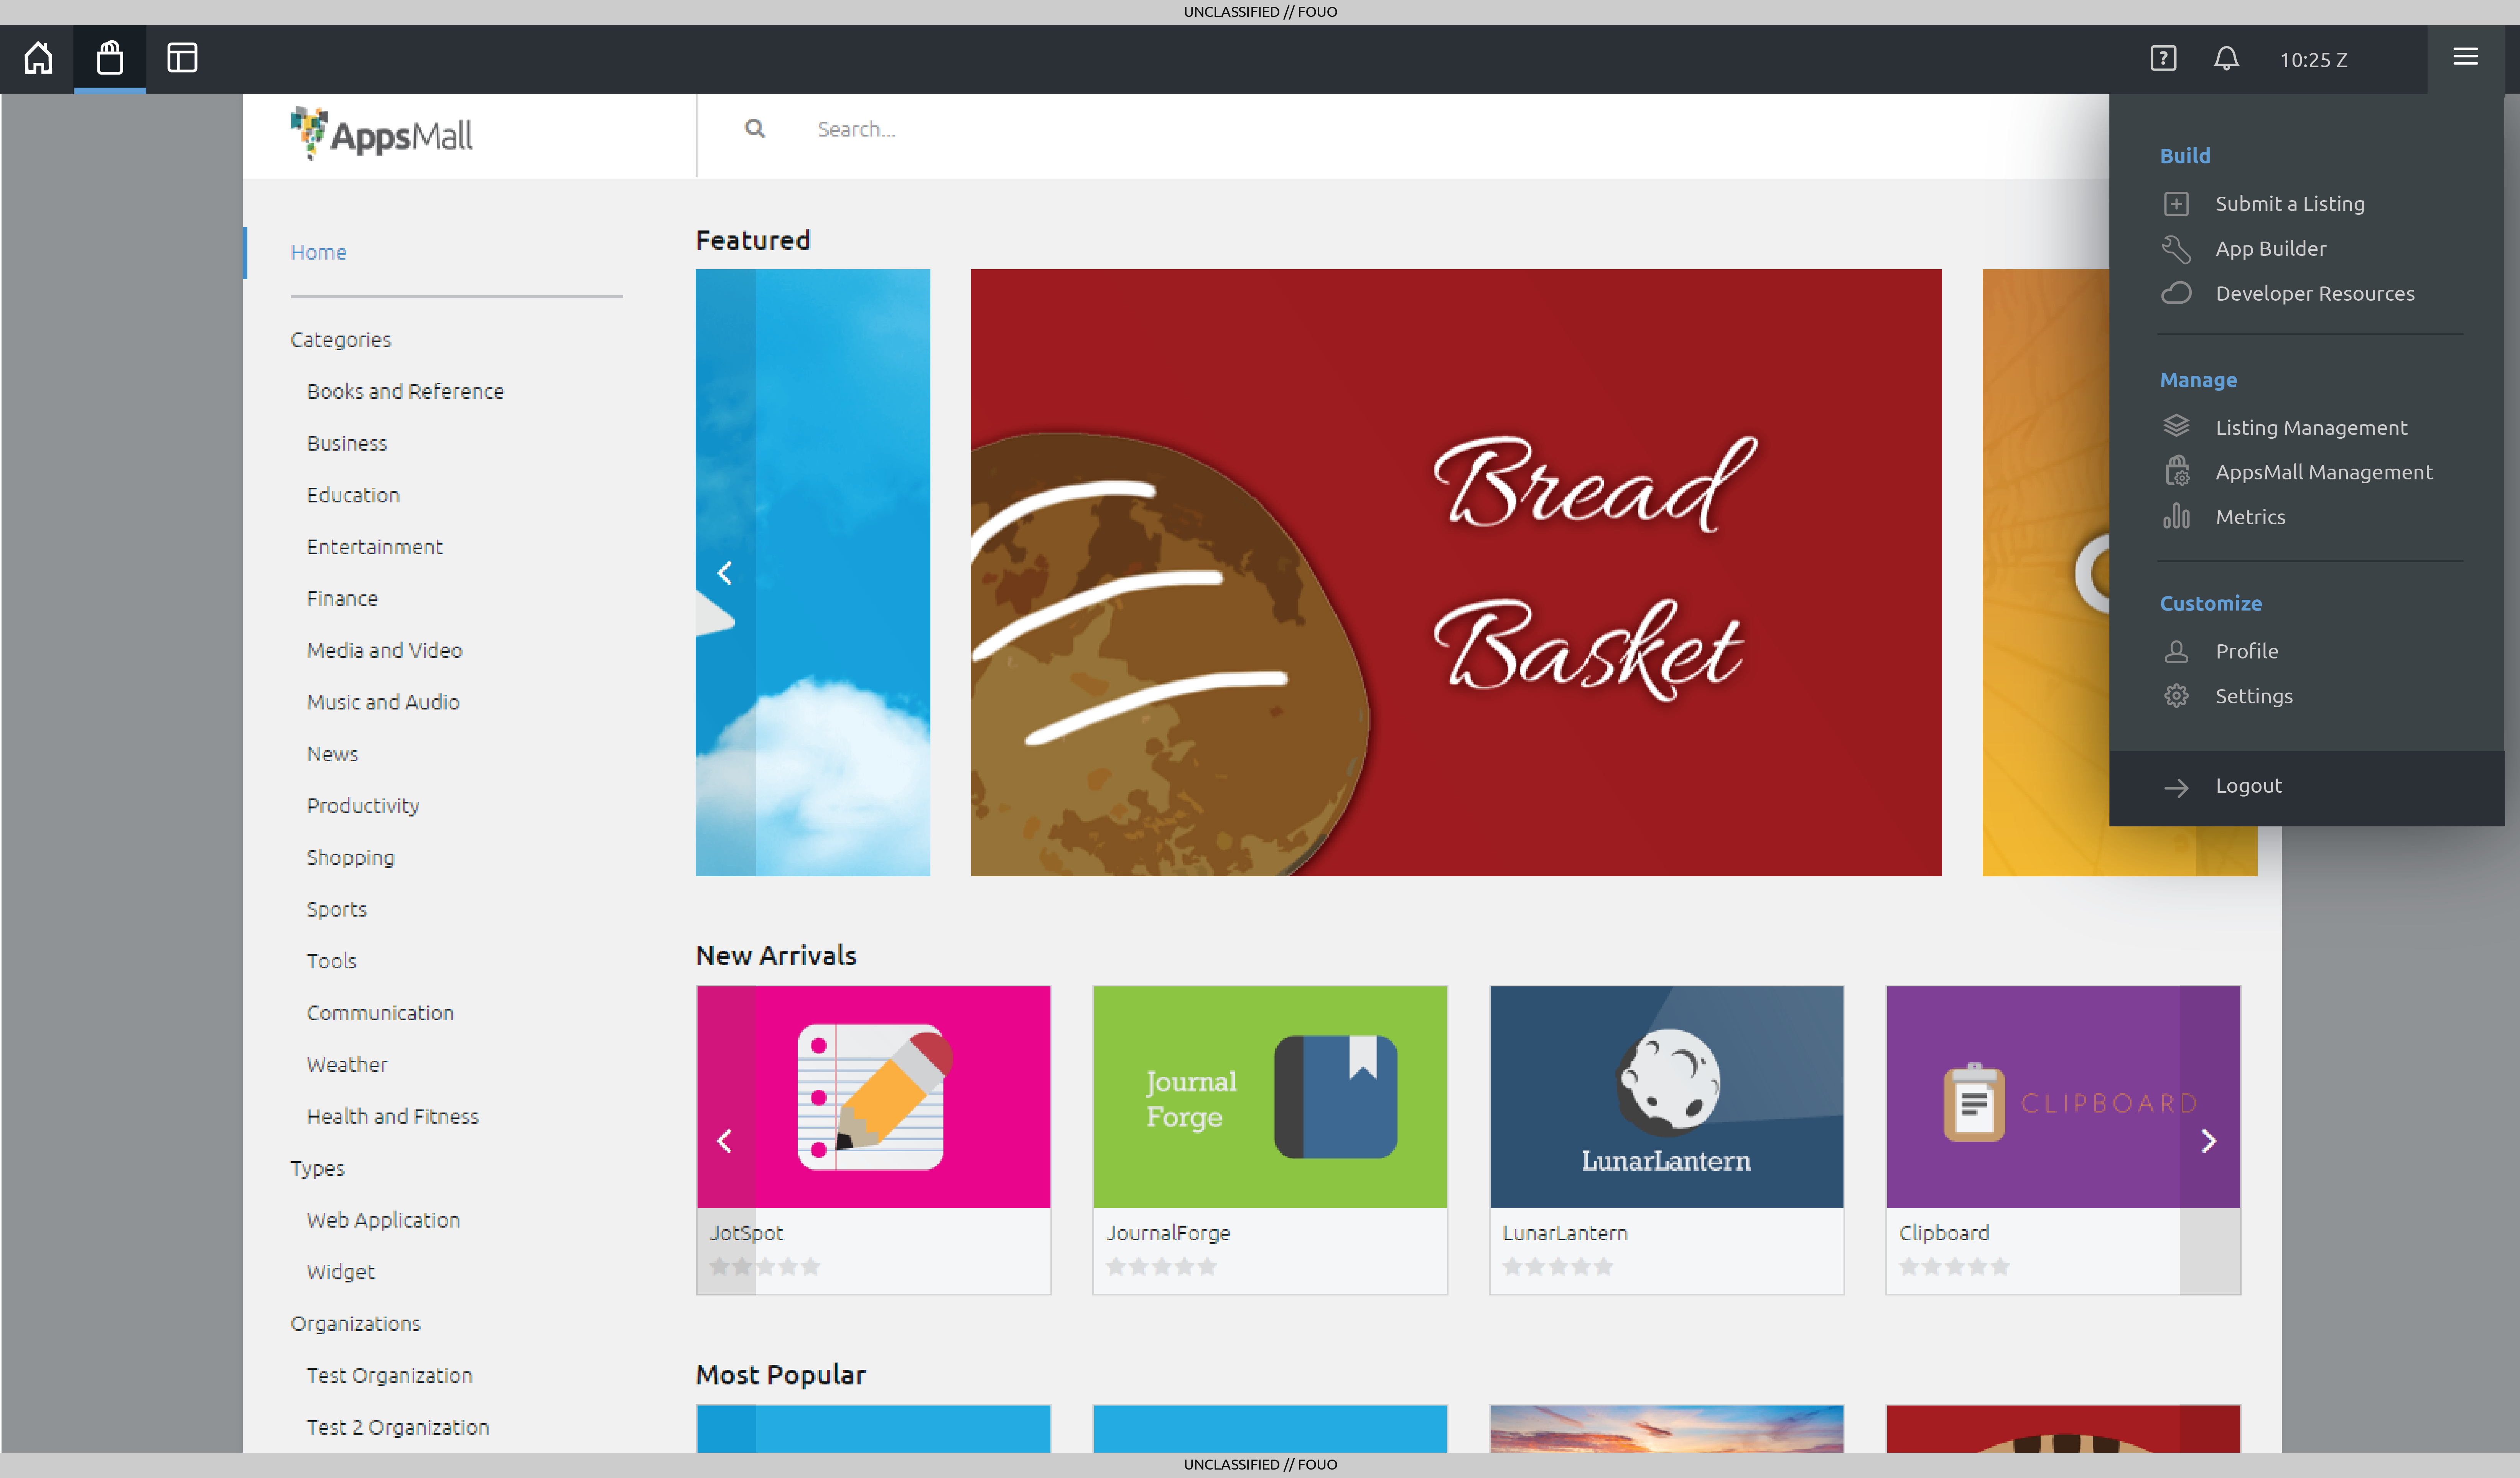 UNCLASSIFIED // FOUO
?
10:25 Z
AppsMall
Search...
Build
Submit a Listing
App Builder
Developer Resources
Manage
Listing Management
AppsMall Management
Metrics
Customize
Profile
Settings
Logout
Home
Categories
Books and Reference
Business
Education
Entertainment
Finance
Media and Video
Music and Audio
News
Productivity
Shopping
Sports
Tools
Communication
Weather
Health and Fitness
Types
Web Application
Widget
Organizations
Test Organization
Test 2 Organization
Featured
Bread
Basket
New Arrivals
JotSpot
Journal
Forge
JournalForge
LunarLantern
LunarLantern
CLIPBOARD
Clipboard
Most Popular
UNCLASSIFIED // FOUO